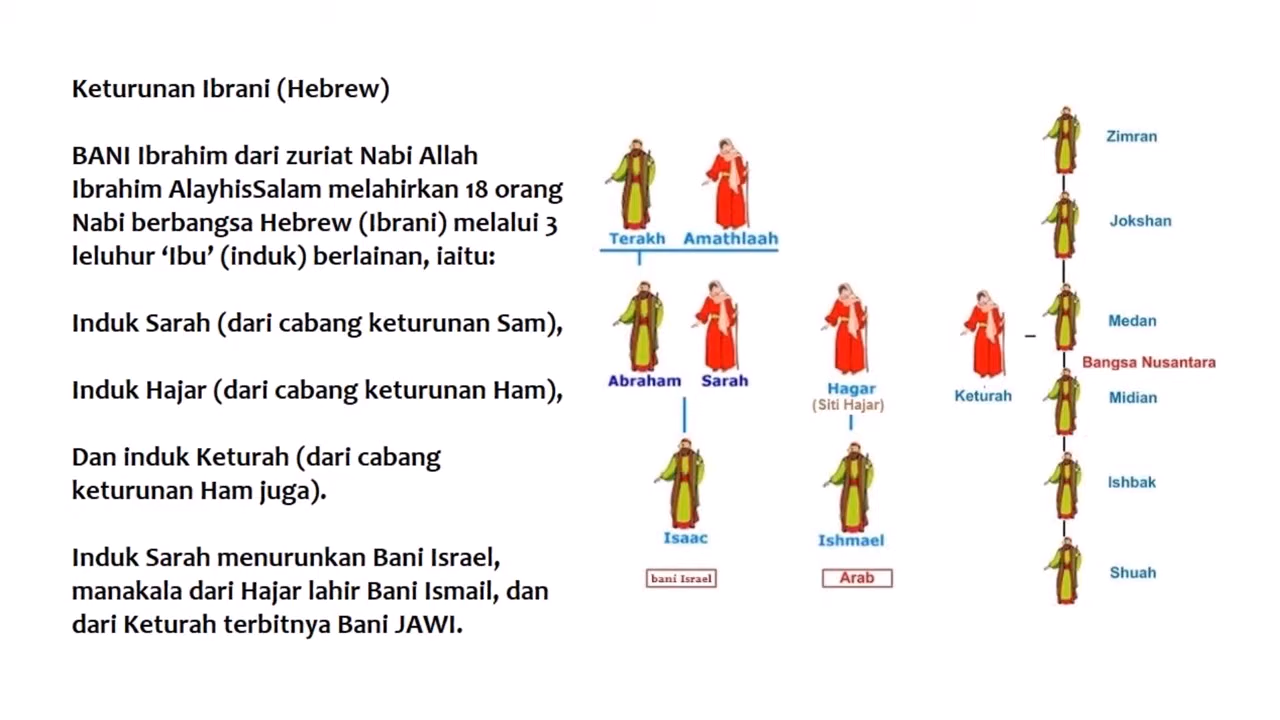 Keturunan Ibrani (Hebrew)
BANI Ibrahim dari zuriat Nabi Allah
Ibrahim AlayhisSalam melahirkan 18 orang
Nabi berbangsa Hebrew (Ibrani) melalui 3
leluhur ‘Ibu’ (induk) berlainan, iaitu:
Induk Sarah (dari cabang keturunan Sam),
Induk Hajar (dari cabang keturunan Ham),
Dan induk Keturah (dari cabang
keturunan Ham juga).
Induk Sarah menurunkan Bani Israel,
manakala dari Hajar lahir Bani Ismail, dan
dari Keturah terbitnya Bani JAWI.
Terakh Amathlaah
Abraham Sarah
Hagar
(Siti Hajar)
Keturah
Isaac
Ishmael
bani Israel
Arab
Zimran
Jokshan
Medan
Bangsa Nusantara
Midian
Ishbak
Shuah